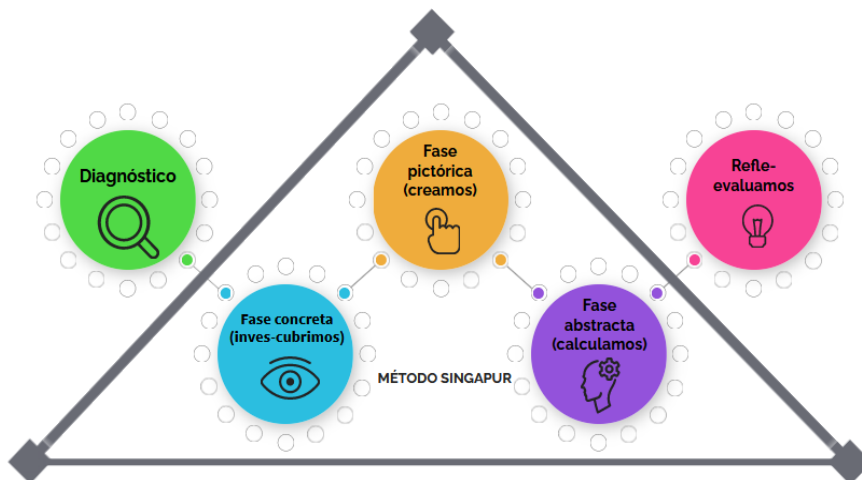 Diagnóstico
Fase concreta
(inves-cubrimos)
Fase
pictórica
(creamos)
MÉTODO SINGAPUR
Fase
abstracta
(calculamos)
Refle-
evaluamos